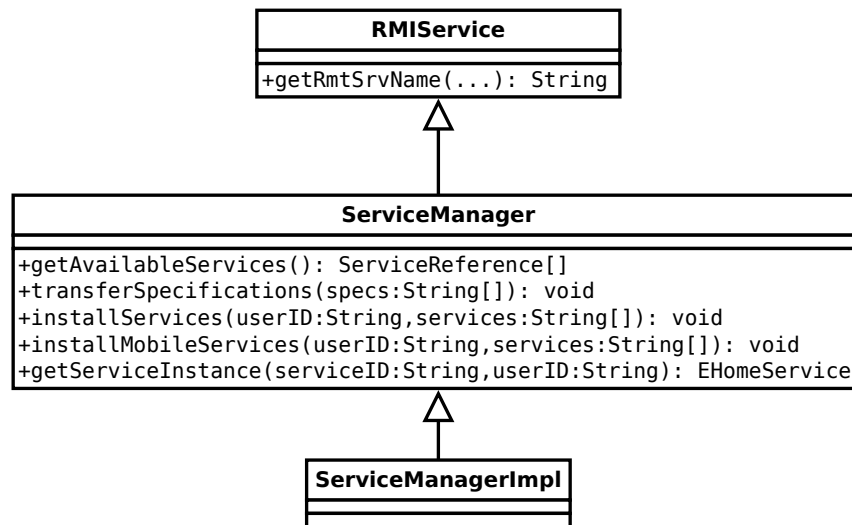 RMIService
+getRmtSrvName(...): String
ServiceManager
+getAvailableServices(): ServiceReference[]
+transferSpecifications(specs:String[]): void
+installServices(userID:String,services:String[]): void
+installMobileServices(userID:String,services:String[]): void
+getServiceInstance(serviceID:String,userID:String): EHomeService
ServiceManagerImpl